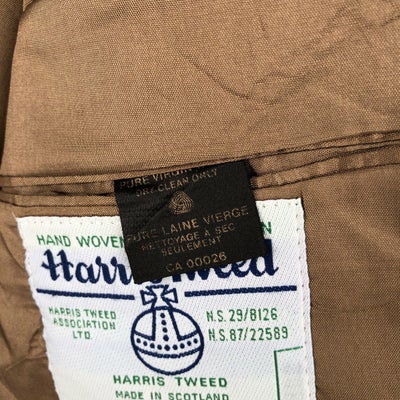 PURE VIRGIN
DRY CLEAN ONLY
PURE LAINE VIERGE
NETTOYAGE A SEC
SEULEMENT
CA 00026
HAND WOVEN
Harris Tweed
HARRIS TWEED
ASSOCIATION
LTD.
N.S. 29/8126
N.S. 87/22589
HARRIS TWEED
MADE IN SCOTLAND